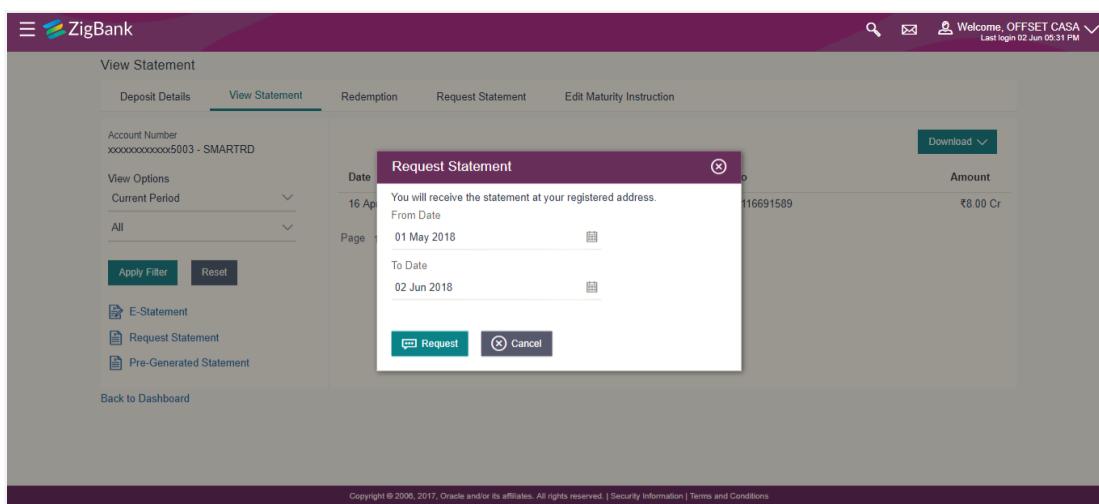 ZigBank
Welcome, OFFSET CASA
Last login 02 Jun 05:31 PM
View Statement
Deposit Details View Statement Redemption Request Statement Edit Maturity Instruction
Account Number
xxxxxxxxxxxx5003 - SMARTRD
Download
View Options
Current Period
All
Apply Filter Reset
E-Statement
Request Statement
Pre-Generated Statement
Back to Dashboard
Date Amount
16 116691589 ₹8.00 Cr
Page
Request Statement
You will receive the statement at your registered address.
From Date
01 May 2018
To Date
02 Jun 2018
Request Cancel
Copyright © 2006, 2017, Oracle and/or its affiliates. All rights reserved. | Security Information | Terms and Conditions